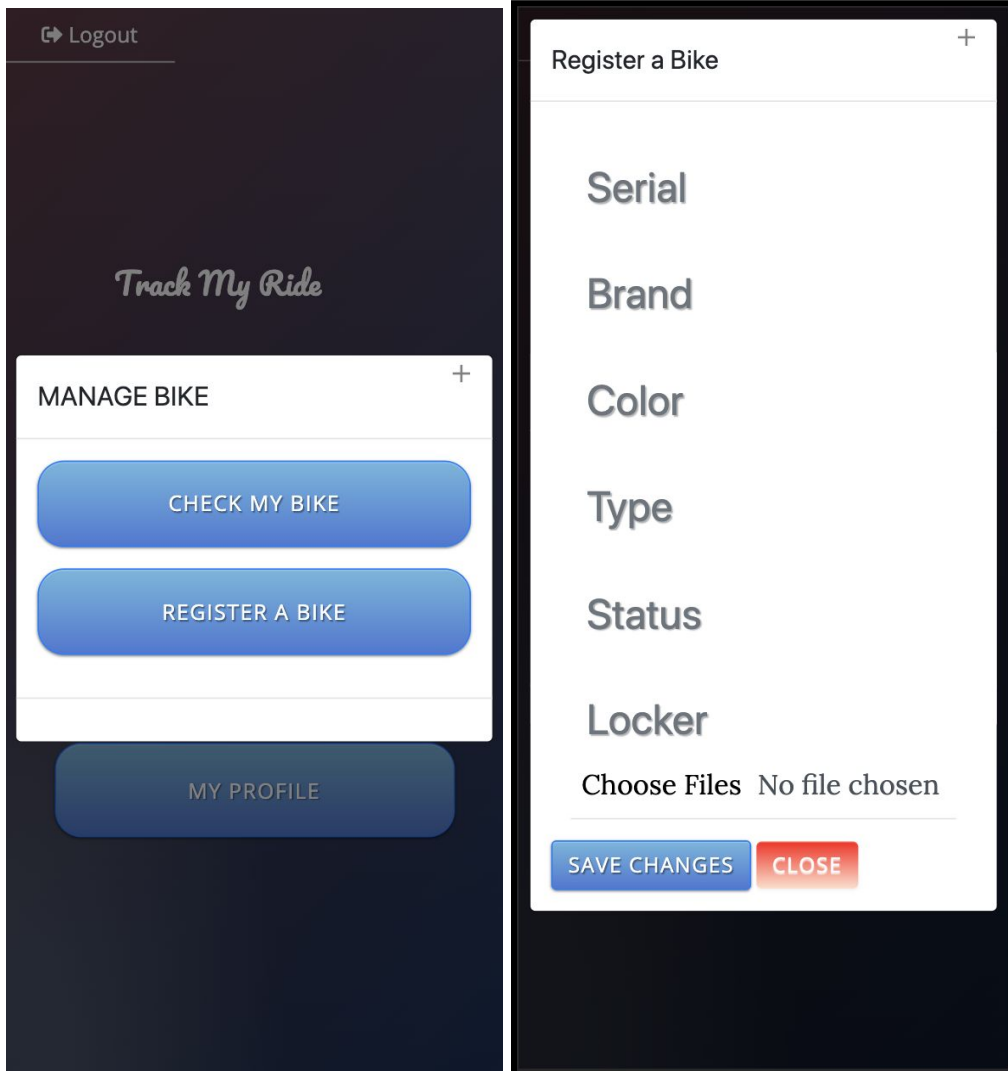 Logout
Track My Ride
MANAGE BIKE
CHECK MY BIKE
REGISTER A BIKE
MY PROFILE
Register a Bike
Serial
Brand
Color
Type
Status
Locker
Choose Files No file chosen
SAVE CHANGES CLOSE